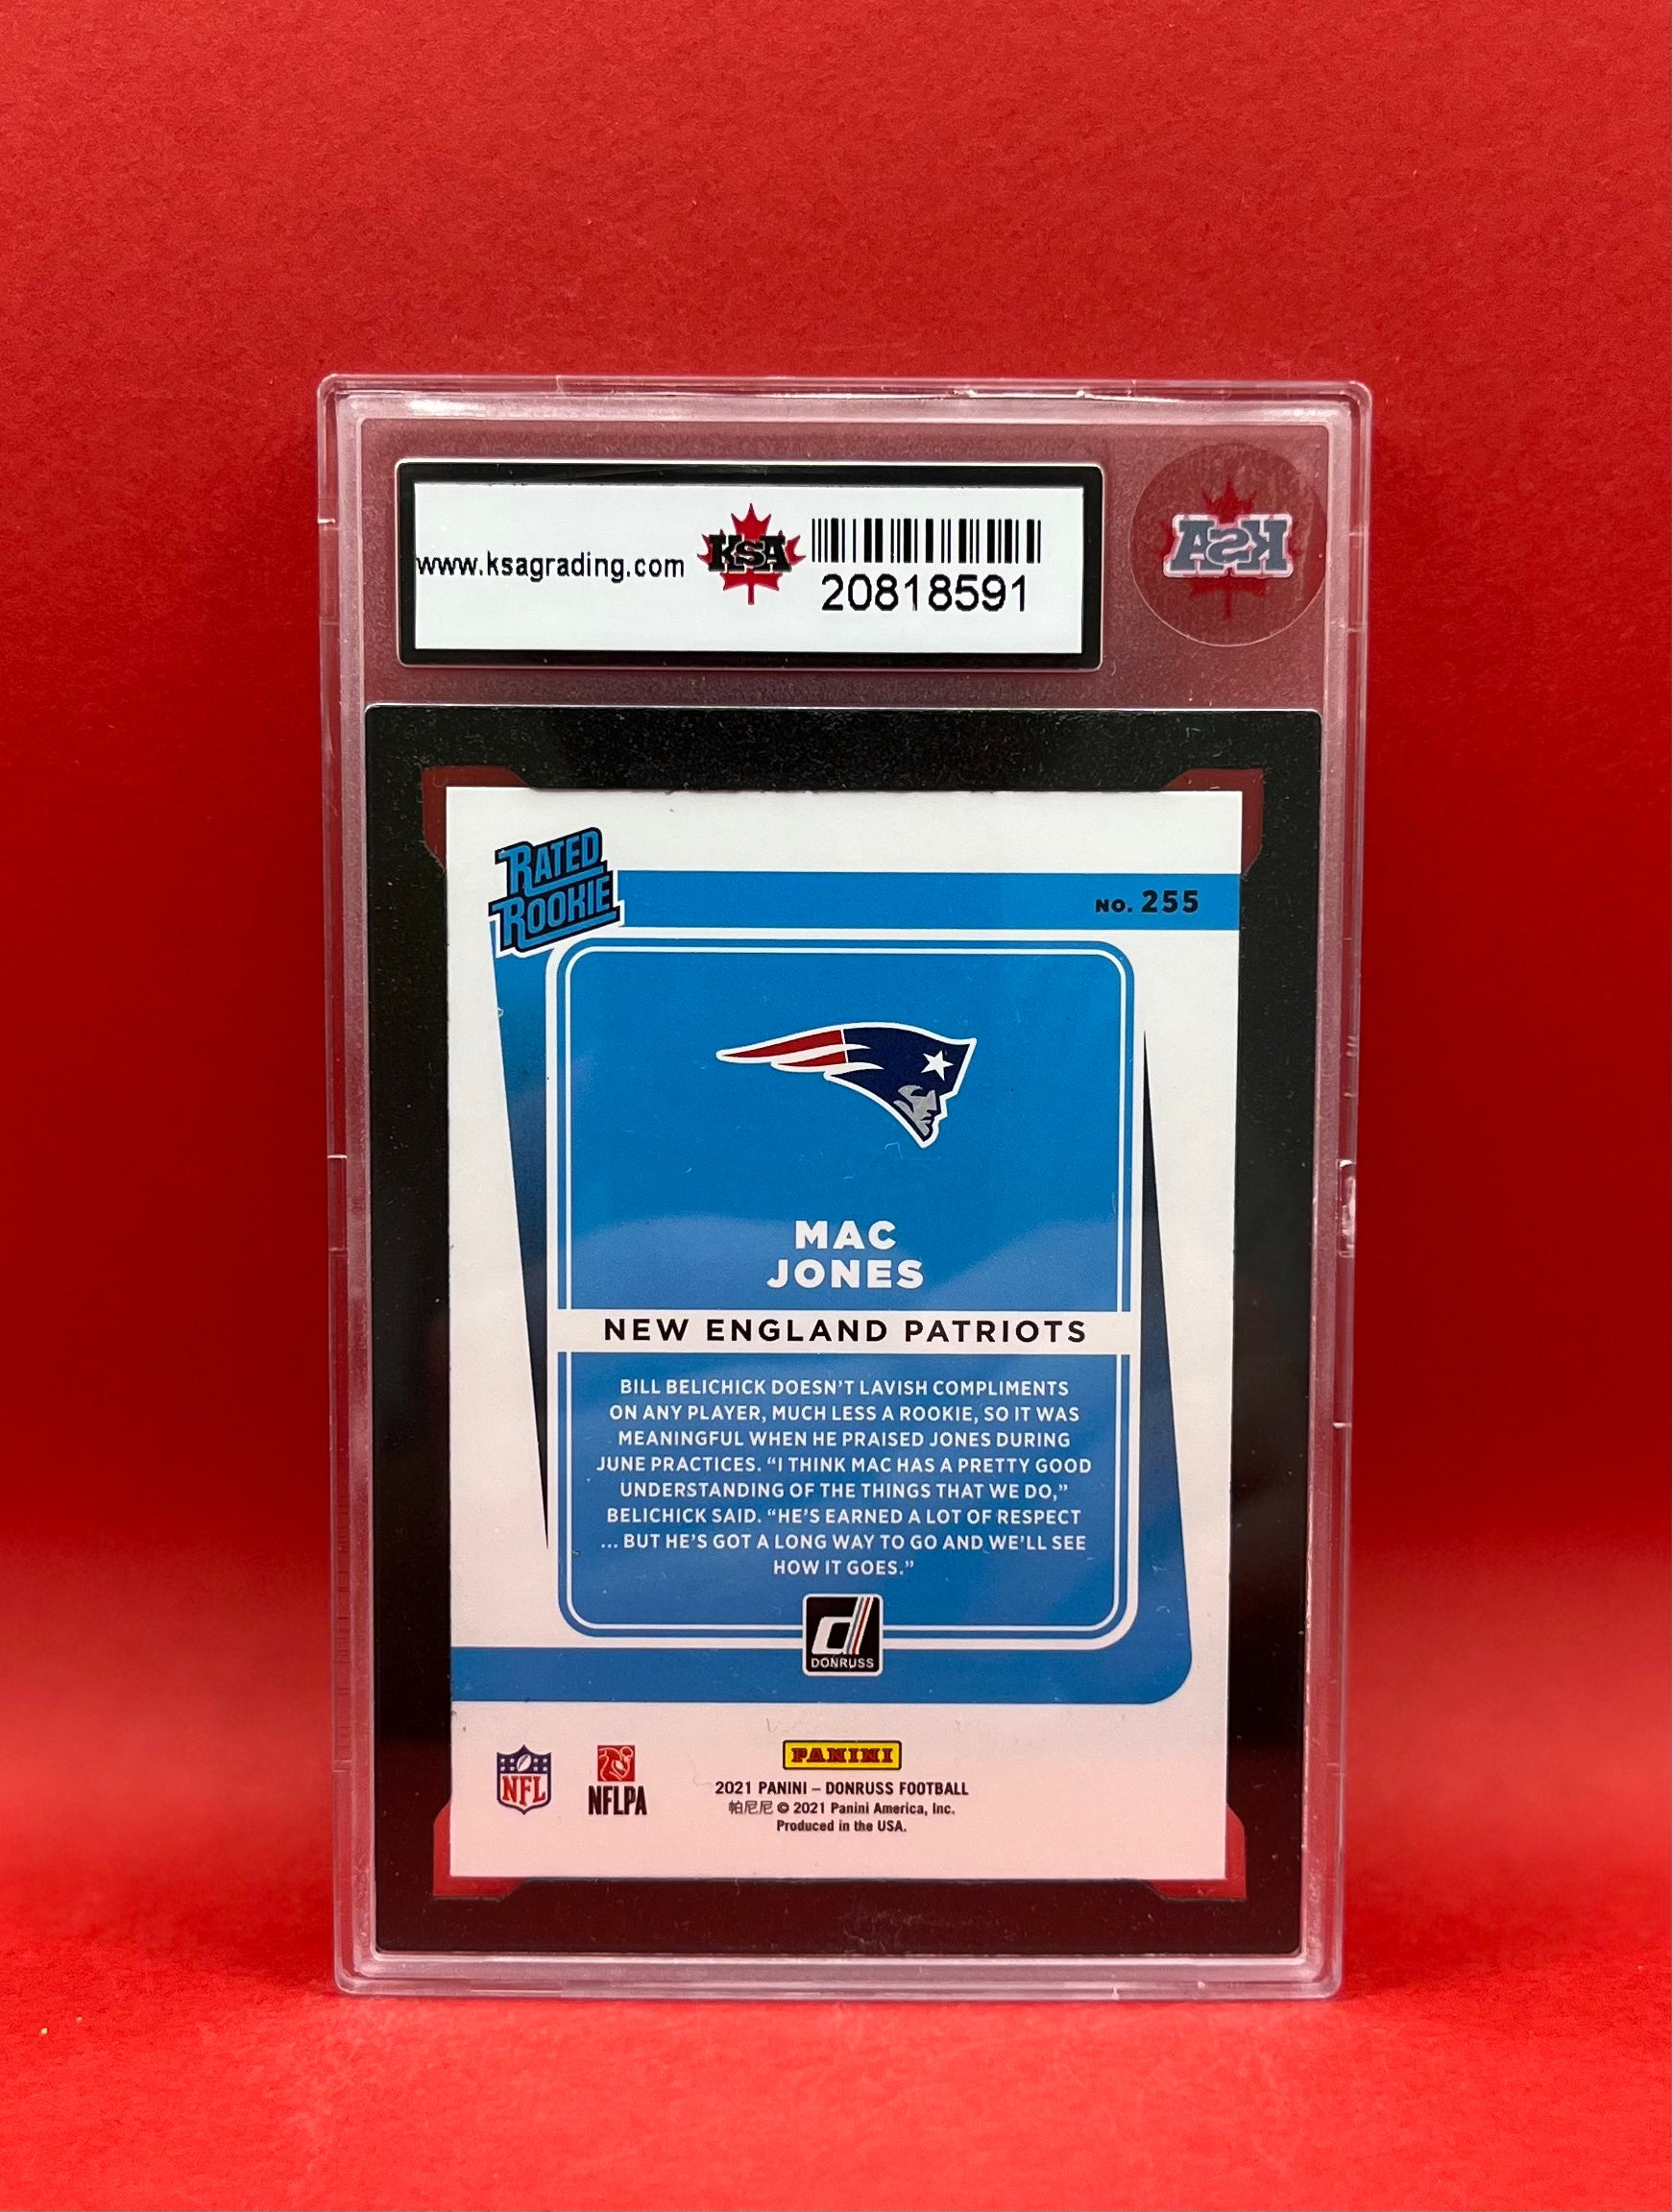 www.ksagrading.com
KSA
20818591
KSA
RATED
ROOKIE
NO. 255
MAC
JONES
NEW ENGLAND PATRIOTS
BILL BELICHICK DOESN'T LAVISH COMPLIMENTS
ON ANY PLAYER, MUCH LESS A ROOKIE, SO IT WAS
MEANINGFUL WHEN HE PRAISED JONES DURING
JUNE PRACTICES. “I THINK MAC HAS A PRETTY GOOD
UNDERSTANDING OF THE THINGS THAT WE DO,”
BELICHICK SAID. “HE'S EARNED A LOT OF RESPECT
... BUT HE'S GOT A LONG WAY TO GO AND WE'LL SEE
HOW IT GOES.”
d
DONRUSS
NFL
NFLPA
PANINI
2021 PANINI – DONRUSS FOOTBALL
帕尼尼 © 2021 Panini America, Inc.
Produced in the USA.